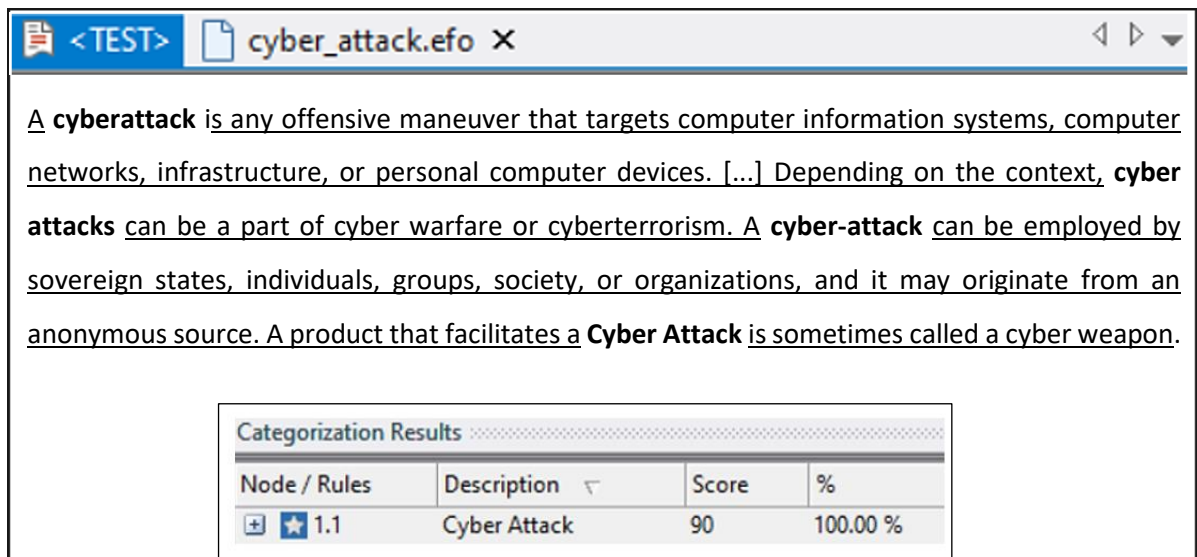 <TEST> cyber_attack.efo
A cyberattack is any offensive maneuver that targets computer information systems, computer
networks, infrastructure, or personal computer devices. [...] Depending on the context, cyber
attacks can be a part of cyber warfare or cyberterrorism. A cyber-attack can be employed by
sovereign states, individuals, groups, society, or organizations, and it may originate from an
anonymous source. A product that facilitates a Cyber Attack is sometimes called a cyber weapon.
Categorization Results
Node / Rules Description Score %
1.1 Cyber Attack 90 100.00 %